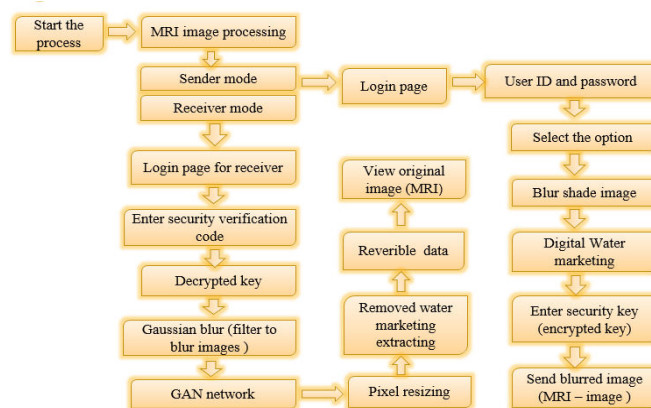 Start the
process
MRI image processing
Sender mode
Receiver mode
Login page
User ID and password
Select the option
Blur shade image
Digital Water
marketing
Enter security key
(encrypted key)
Send blurred image
(MRI – image )
Login page for receiver
Enter security verification
code
Decrypted key
Gaussian blur (filter to
blur images )
GAN network
Pixel resizing
Removed water
marketing
extracting
Reverible data
View original
image (MRI)